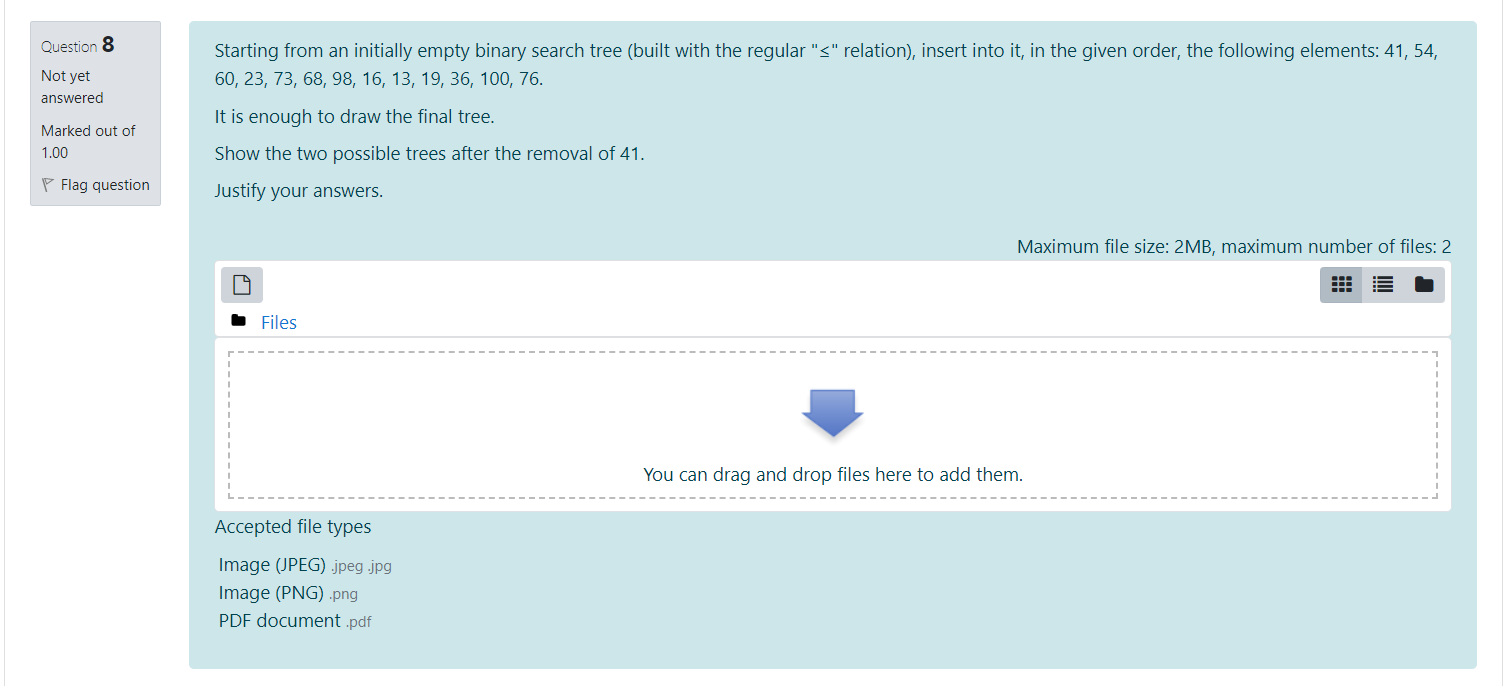 Question 8
Not yet
answered
Marked out of
1.00
Flag question
Starting from an initially empty binary search tree (built with the regular "≤" relation), insert into it, in the given order, the following elements: 41, 54,
60, 23, 73, 68, 98, 16, 13, 19, 36, 100, 76.
It is enough to draw the final tree.
Show the two possible trees after the removal of 41.
Justify your answers.
Maximum file size: 2MB, maximum number of files: 2
Files
You can drag and drop files here to add them.
Accepted file types
Image (JPEG) .jpeg .jpg
Image (PNG) .png
PDF document .pdf